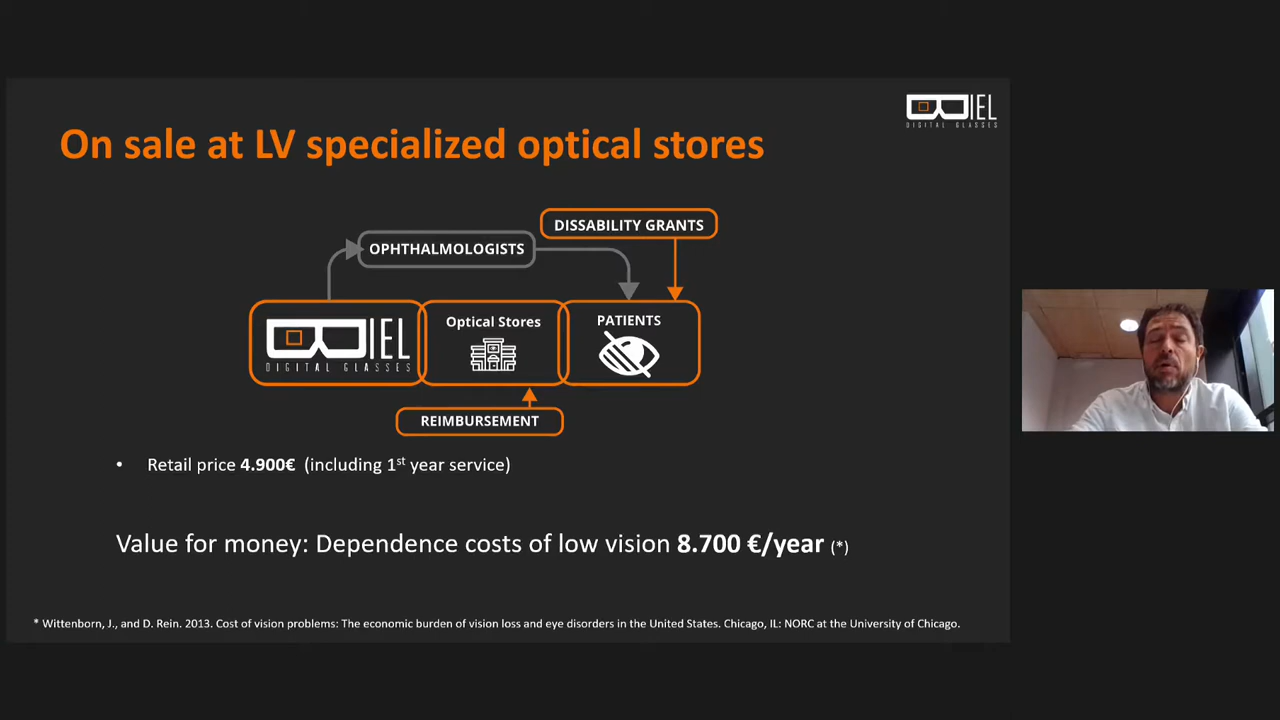 BIEL
DIGITAL GLASSES
On sale at LV specialized optical stores
DISSABILITY GRANTS
OPHTHALMOLOGISTS
BIEL
DIGITAL GLASSES
Optical Stores
PATIENTS
REIMBURSEMENT
• Retail price 4.900€ (including 1st year service)
Value for money: Dependence costs of low vision 8.700 €/year (*)
* Wittenborn, J., and D. Rein. 2013. Cost of vision problems: The economic burden of vision loss and eye disorders in the United States. Chicago, IL: NORC at the University of Chicago.